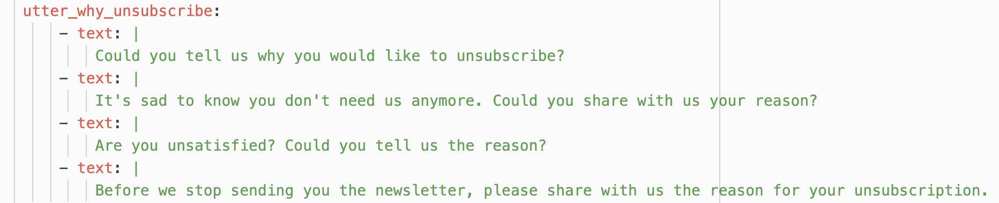 utter_why_unsubscribe:
- text: |
Could you tell us why you would like to unsubscribe?
- text: |
It's sad to know you don't need us anymore. Could you share with us your reason?
- text: |
Are you unsatisfied? Could you tell us the reason?
- text: |
Before we stop sending you the newsletter, please share with us the reason for your unsubscription.